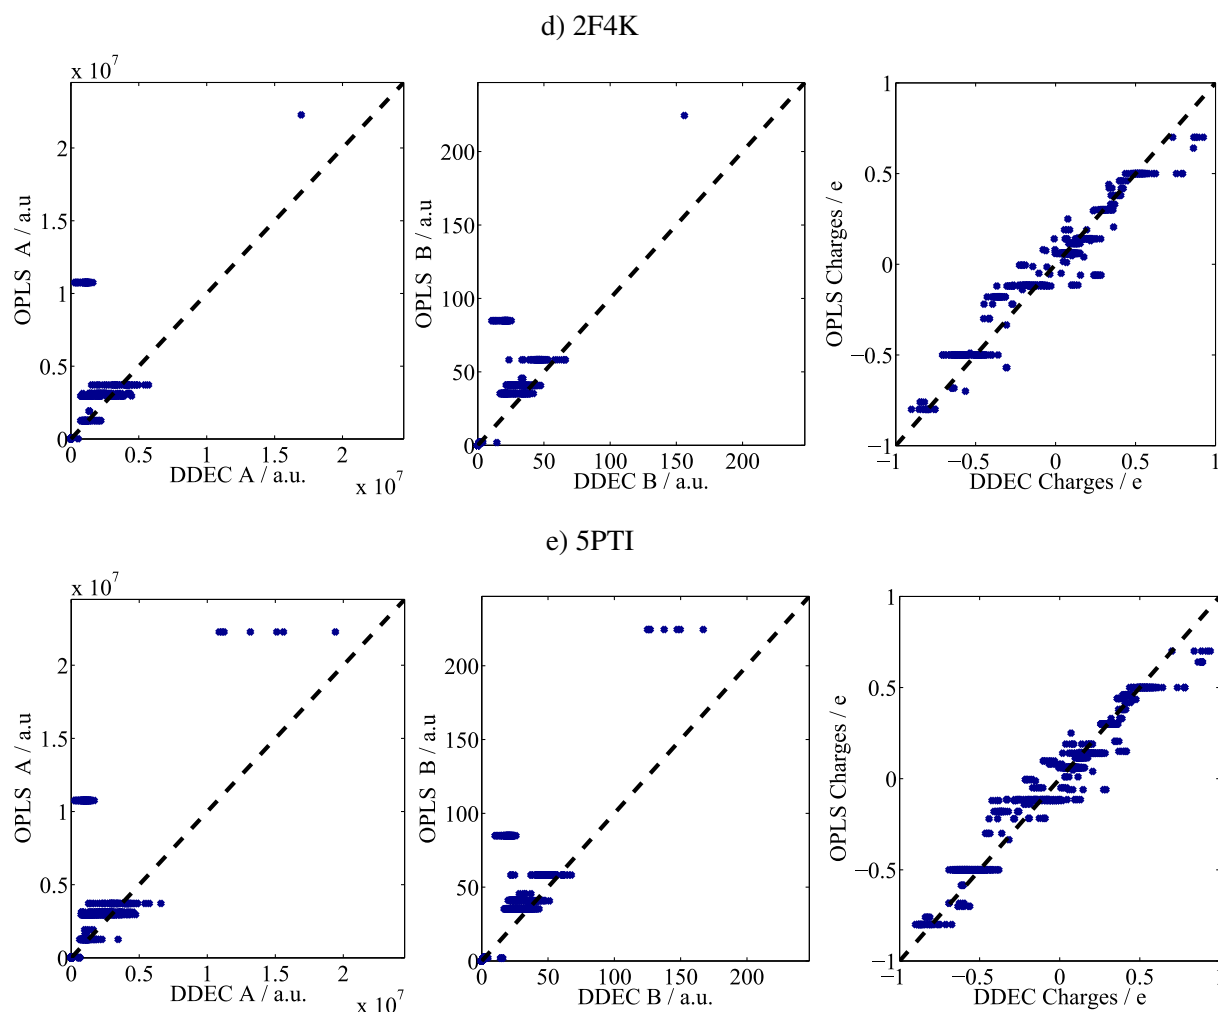 d) 2F4K
x 10^7
2
1.5
1
0.5
0
OPLS A / a.u
0 0.5 1 1.5 2
DDEC A / a.u.
x 10^7
200
150
100
50
0
OPLS B / a.u
0 50 100 150 200
DDEC B / a.u.
1
0.5
0
−0.5
−1
OPLS Charges / e
−1 −0.5 0 0.5 1
DDEC Charges / e
e) 5PTI
x 10^7
2
1.5
1
0.5
0
OPLS A / a.u
0 0.5 1 1.5 2
DDEC A / a.u.
x 10^7
200
150
100
50
0
OPLS B / a.u
0 50 100 150 200
DDEC B / a.u.
1
0.5
0
−0.5
−1
OPLS Charges / e
−1 −0.5 0 0.5 1
DDEC Charges / e